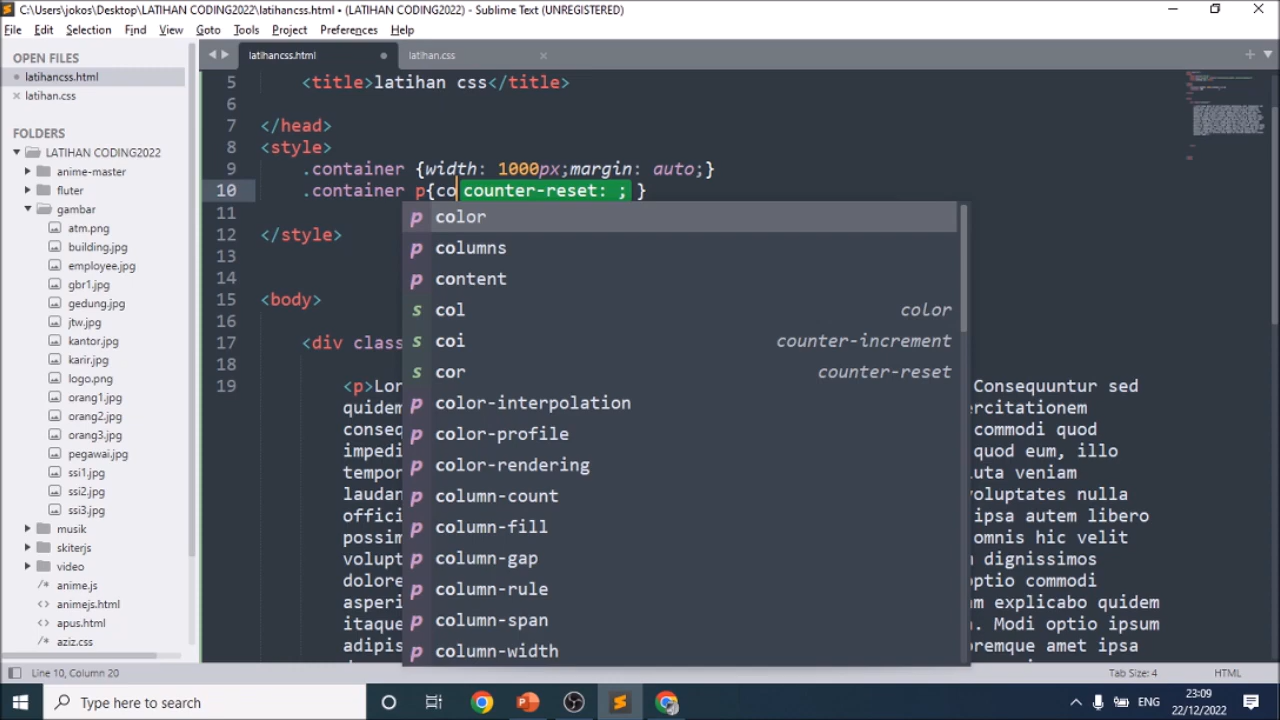 C:\Users\jokos\Desktop\LATIHAN CODING2022\latihancss.html • (LATIHAN CODING2022) - Sublime Text (UNREGISTERED)
File Edit Selection Find View Goto Tools Project Preferences Help
OPEN FILES
latihancss.html
latihan.css
FOLDERS
LATIHAN CODING2022
anime-master
fluter
gambar
atm.png
building.jpg
employee.jpg
gbr1.jpg
gedung.jpg
jtw.jpg
kantor.jpg
karir.jpg
logo.png
orang1.jpg
orang2.jpg
orang3.jpg
pegawai.jpg
ssi1.jpg
ssi2.jpg
ssi3.jpg
musik
skiterjs
video
/* anime.js
<> animejs.html
<> apus.html
/* aziz.css
latihancss.html latihan.css
5 <title>latihan css</title>
6
7 </head>
8 <style>
9 .container {width: 1000px;margin: auto;}
10 .container p{co counter-reset: ; }
11
12 </style>
13
14
15 <body>
16
17 <div class
18
19 <p>Lor Consequuntur sed
quidem ercitationem
conseq commodi quod
impedi quod eum, illo
tempor uta veniam
laudan voluptates nulla
offici ipsa autem libero
possim omnis hic velit
volupt dignissimos
dolore optio commodi
asperi am explicabo quidem
itaque . Modi optio ipsum
adipis oremque amet ipsa
p color
p columns
p content
s col color
s coi counter-increment
s cor counter-reset
p color-interpolation
p color-profile
p color-rendering
p column-count
p column-fill
p column-gap
p column-rule
p column-span
p column-width
Line 10, Column 20 Tab Size: 4 HTML
Type here to search
ENG
23:09
22/12/2022